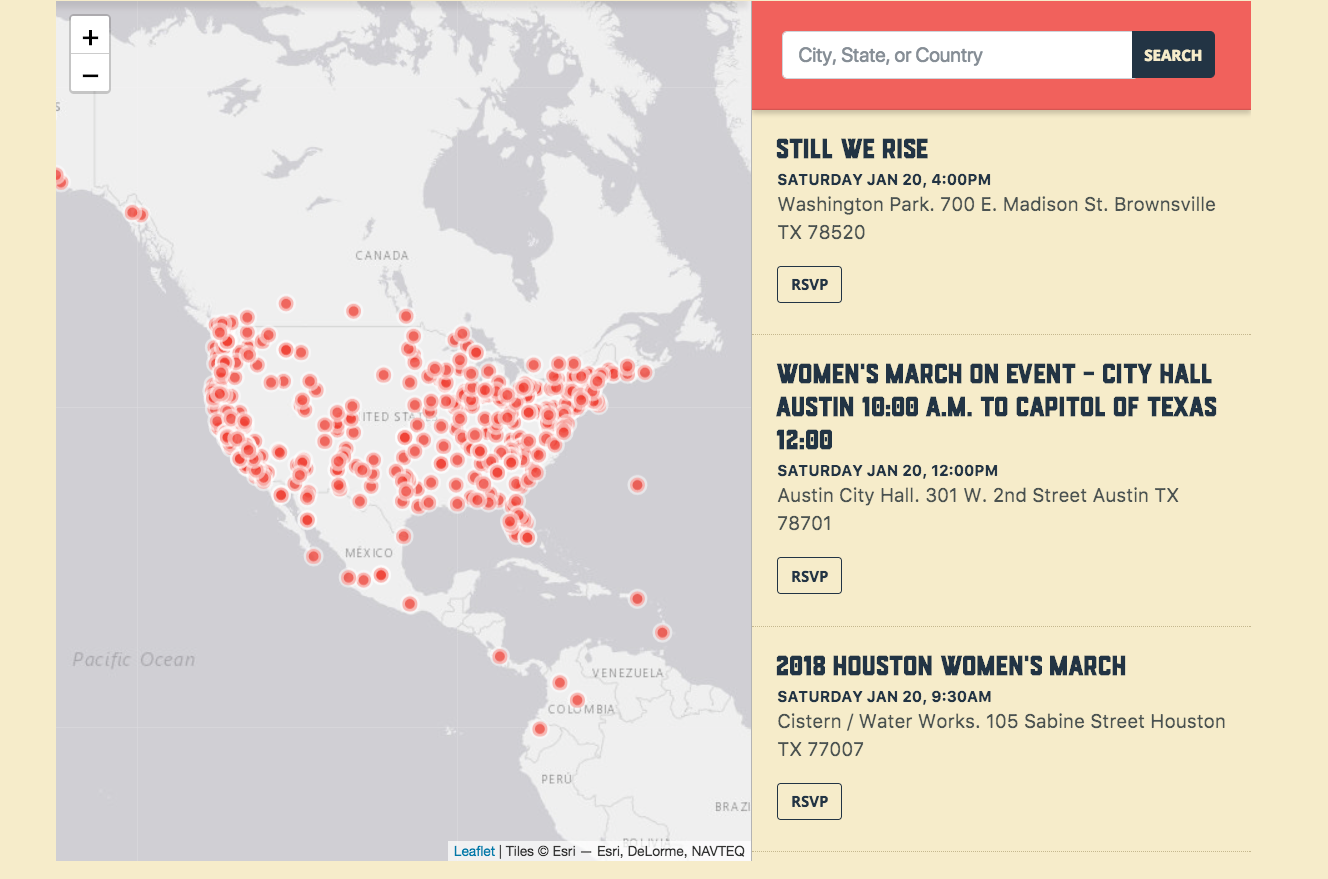 +
−
S
CANADA
UNITED ST
MÉXICO
Pacific Ocean
VENEZUELA
COLOMBIA
PERÚ
BRAZI
BOLIVIA
Leaflet | Tiles © Esri — Esri, DeLorme, NAVTEQ
City, State, or Country
SEARCH
STILL WE RISE
SATURDAY JAN 20, 4:00PM
Washington Park. 700 E. Madison St. Brownsville
TX 78520
RSVP
WOMEN'S MARCH ON EVENT – CITY HALL
AUSTIN 10:00 A.M. TO CAPITOL OF TEXAS
12:00
SATURDAY JAN 20, 12:00PM
Austin City Hall. 301 W. 2nd Street Austin TX
78701
RSVP
2018 HOUSTON WOMEN'S MARCH
SATURDAY JAN 20, 9:30AM
Cistern / Water Works. 105 Sabine Street Houston
TX 77007
RSVP